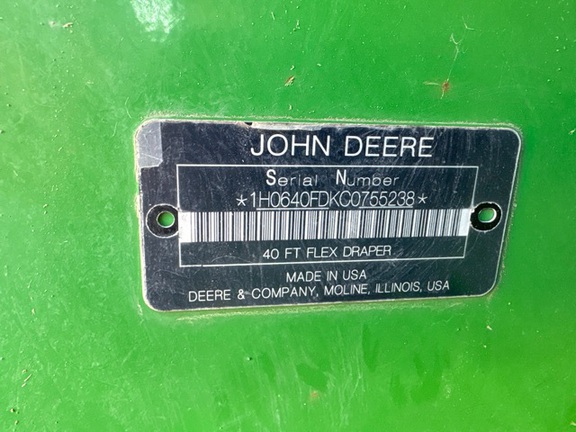 JOHN DEERE
Serial Number
*1H0640FDKC0755238*
40 FT FLEX DRAPER
MADE IN USA
DEERE & COMPANY, MOLINE, ILLINOIS, USA